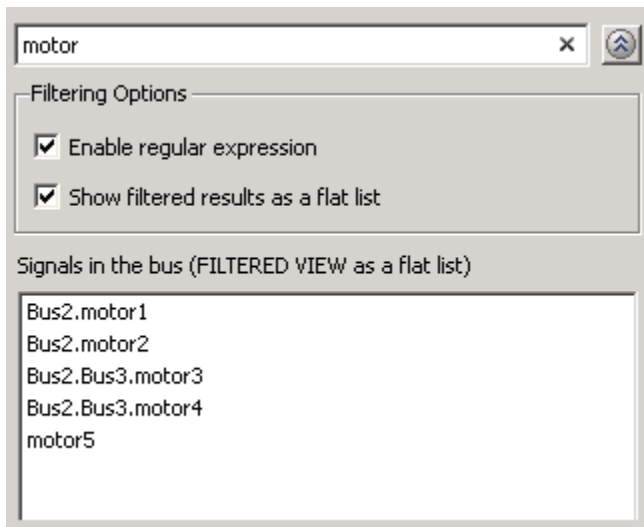 motor
Filtering Options
Enable regular expression
Show filtered results as a flat list
Signals in the bus (FILTERED VIEW as a flat list)
Bus2.motor1
Bus2.motor2
Bus2.Bus3.motor3
Bus2.Bus3.motor4
motor5